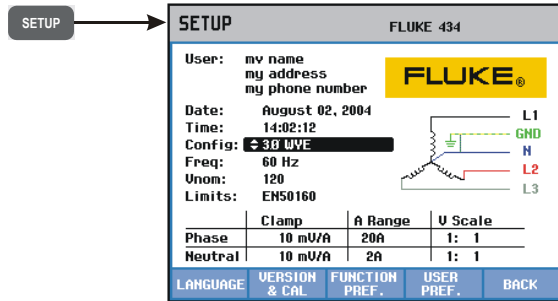 SETUP
SETUP FLUKE 434
User: my name
my address
my phone number
FLUKE®
Date: August 02, 2004
Time: 14:02:12
Config: 3Ø WYE
Freq: 60 Hz
Vnom: 120
Limits: EN50160
L1
GND
N
L2
L3
Clamp A Range V Scale
Phase 10 mV/A 20A 1: 1
Neutral 10 mV/A 2A 1: 1
LANGUAGE VERSION & CAL FUNCTION PREF. USER PREF. BACK